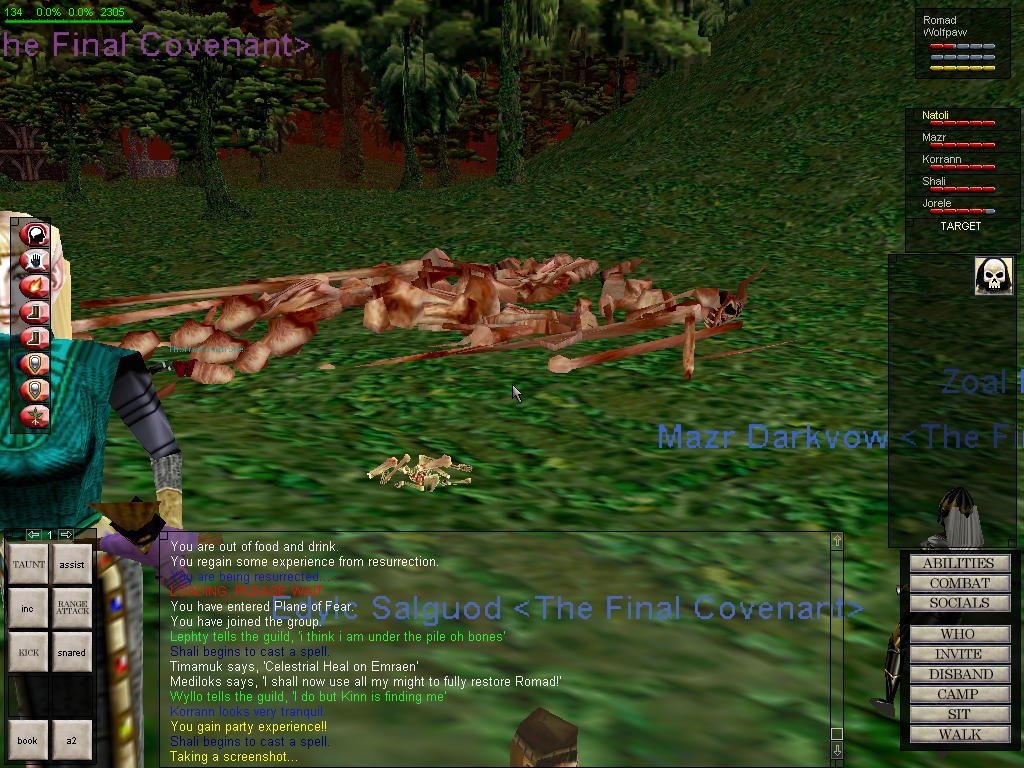 134 0.0% 0.0% 2305
he Final Covenant>
Romad
Wolfpaw
Natoli
Mazr
Korrann
Shali
Jorele
TARGET
Zoal
Mazr Darkvow <The Fi
Salguod <The Final Covenant>
1
TAUNT
assist
inc
RANGE
ATTACK
KICK
snared
book
a2
You are out of food and drink.
You regain some experience from resurrection.
You are being resurrected...
LOADING, PLEASE WAIT...
You have entered Plane of Fear.
You have joined the group.
Lephty tells the guild, 'i think i am under the pile oh bones'
Shali begins to cast a spell.
Timamuk says, 'Celestrial Heal on Emraen'
Mediloks says, 'I shall now use all my might to fully restore Romad!'
Wyllo tells the guild, 'I do but Kinn is finding me'
Korrann looks very tranquil.
You gain party experience!!
Shali begins to cast a spell.
Taking a screenshot...
ABILITIES
COMBAT
SOCIALS
WHO
INVITE
DISBAND
CAMP
SIT
WALK